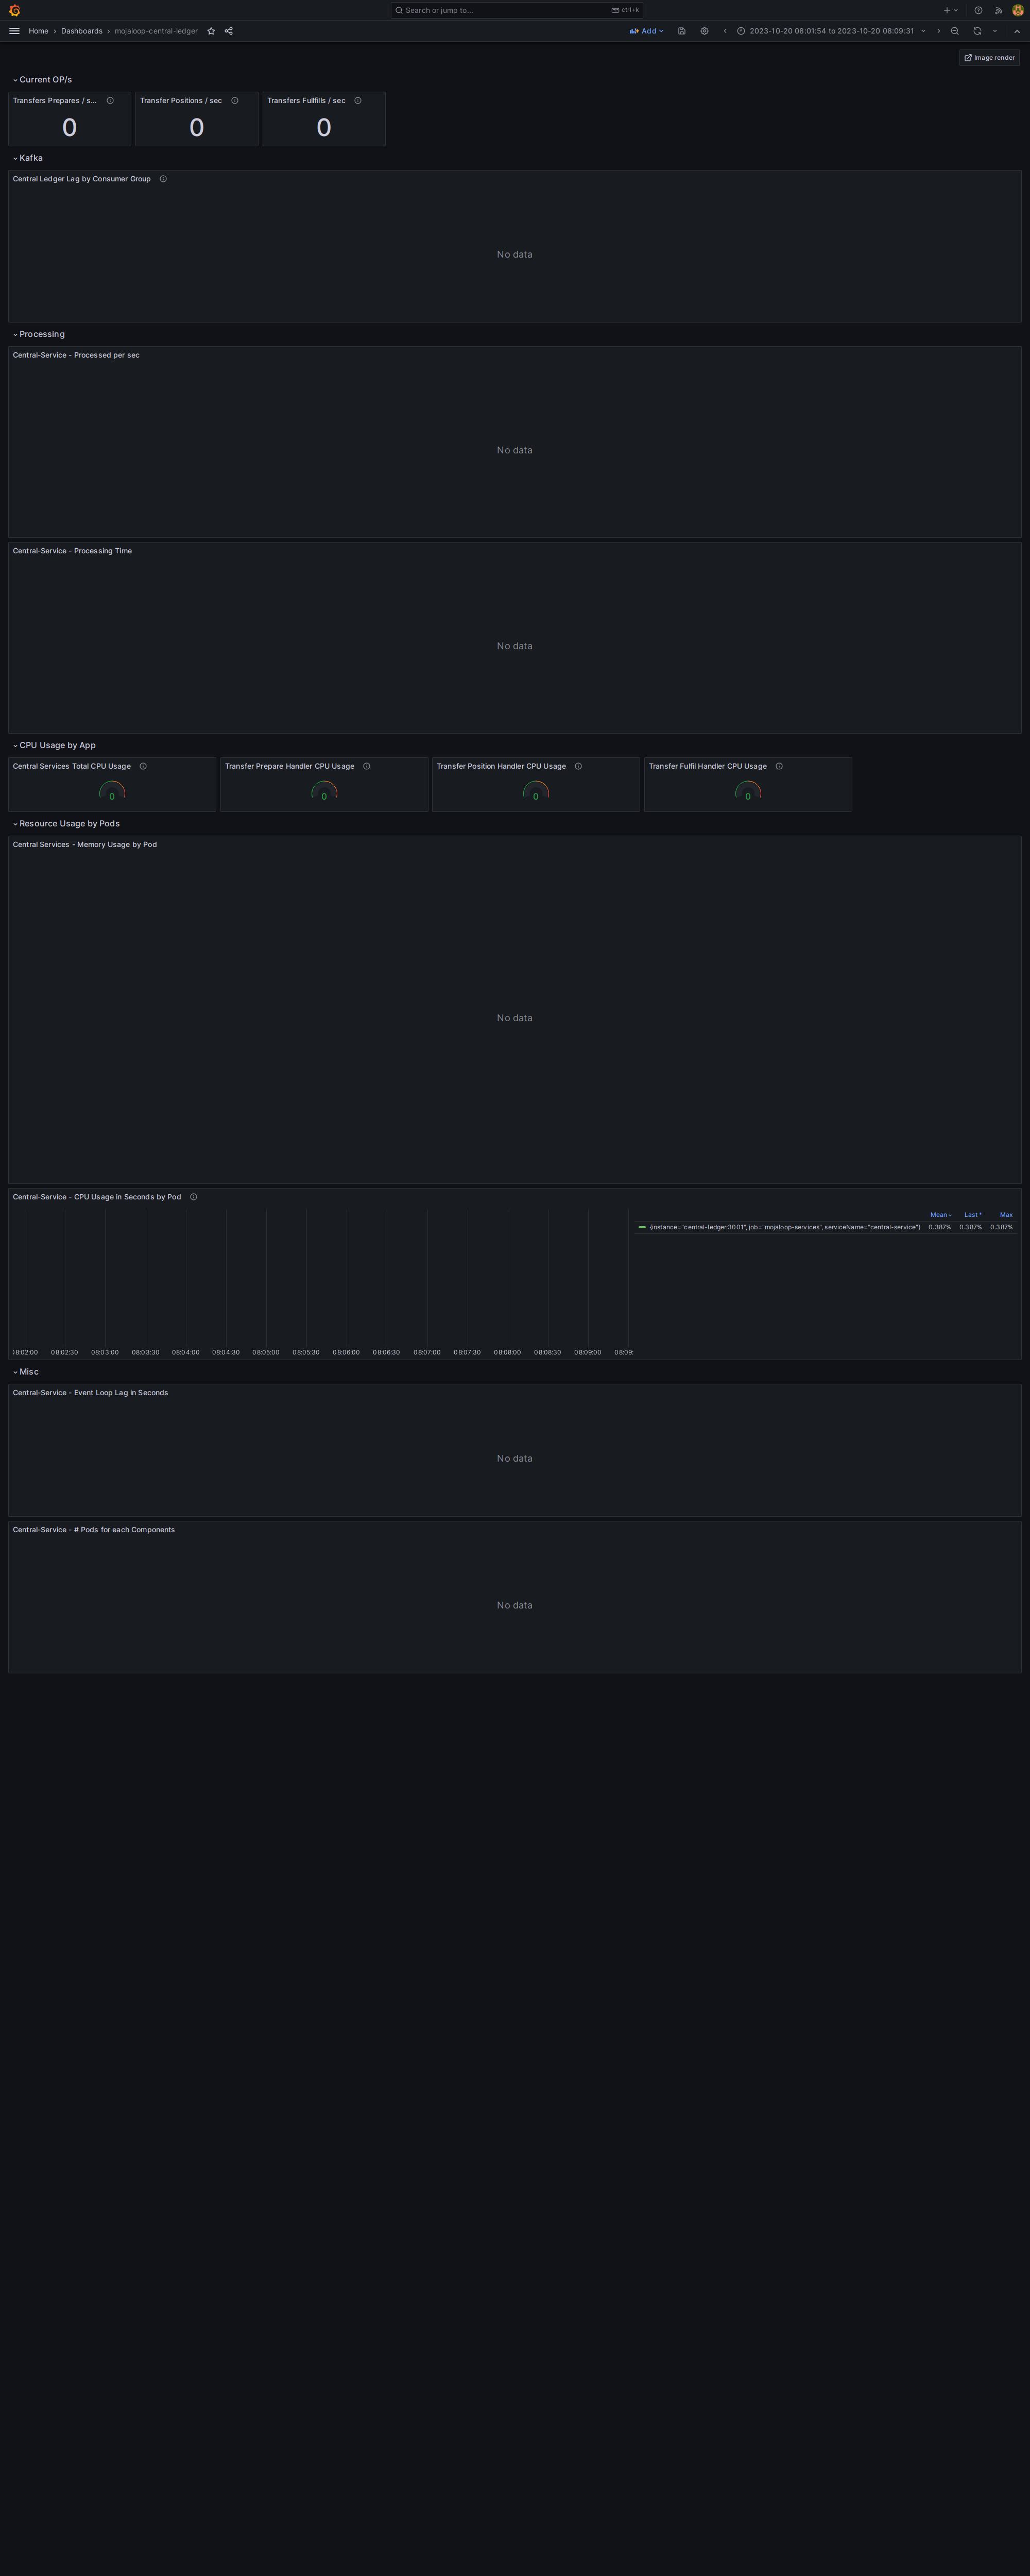 Search or jump to...
ctrl+k
Home › Dashboards › mojaloop-central-ledger
Add
2023-10-20 08:01:54 to 2023-10-20 08:09:31
Image render
Current OP/s
Transfers Prepares / s...
Transfer Positions / sec
Transfers Fullfills / sec
0
0
0
Kafka
Central Ledger Lag by Consumer Group
No data
Processing
Central-Service - Processed per sec
No data
Central-Service - Processing Time
No data
CPU Usage by App
Central Services Total CPU Usage
Transfer Prepare Handler CPU Usage
Transfer Position Handler CPU Usage
Transfer Fulfil Handler CPU Usage
0
0
0
0
Resource Usage by Pods
Central Services - Memory Usage by Pod
No data
Central-Service - CPU Usage in Seconds by Pod
Mean Last * Max
{instance="central-ledger:3001", job="mojaloop-services", serviceName="central-service"} 0.387% 0.387% 0.387%
8:02:00 08:02:30 08:03:00 08:03:30 08:04:00 08:04:30 08:05:00 08:05:30 08:06:00 08:06:30 08:07:00 08:07:30 08:08:00 08:08:30 08:09:00 08:09:
Misc
Central-Service - Event Loop Lag in Seconds
No data
Central-Service - # Pods for each Components
No data